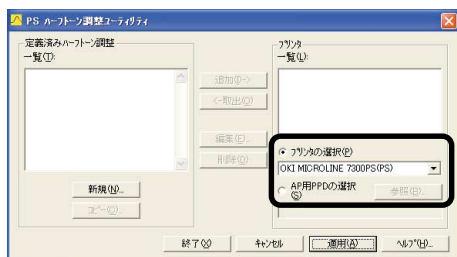 PS ハーフトーン調整ユーティリティ
定義済みハーフトーン調整
一覧(T):
プリンタ
一覧(L):
追加(D)->
<-取出(O)
編集(E)...
削除(D)
プリンタの選択(P)
OKI MICROLINE 7300PS(PS)
AP用PPDの選択
(S)
参照(B)...
新規(N)...
コピー(C)...
終了(X)
キャンセル
適用(A)
ヘルプ(H)...